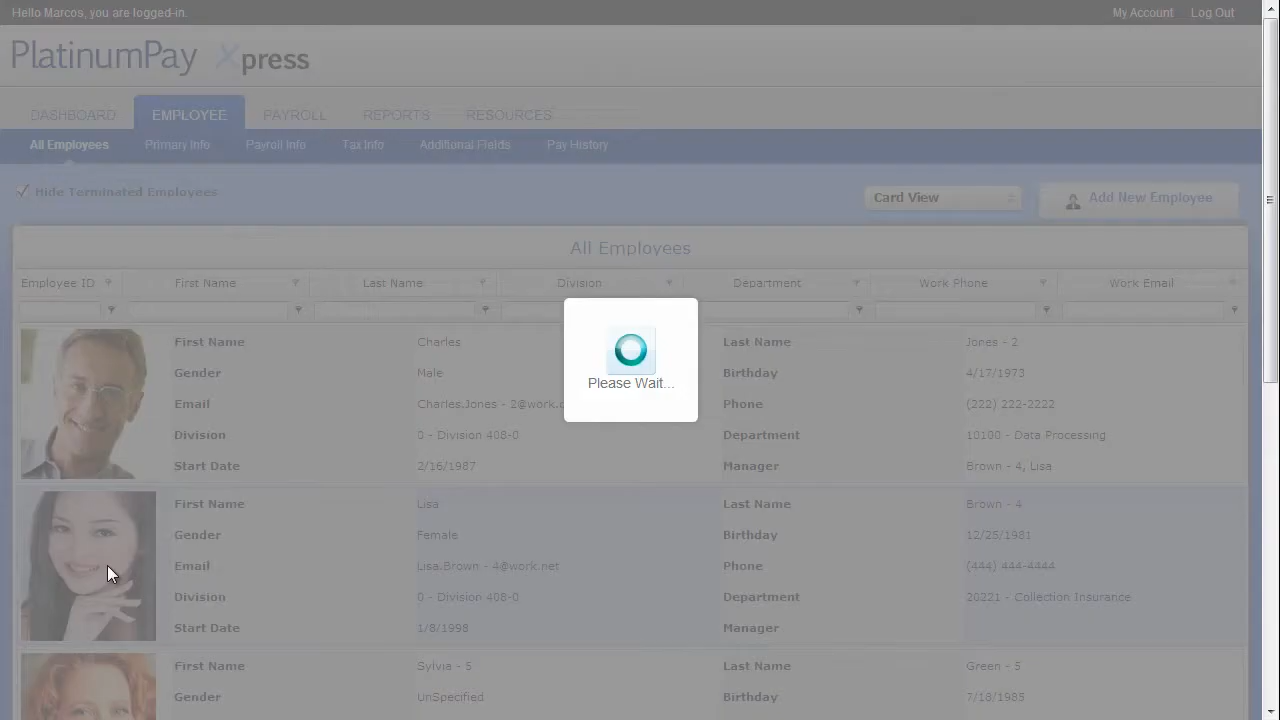 Hello Marcos, you are logged-in. My Account Log Out
PlatinumPay Xpress
DASHBOARD EMPLOYEE PAYROLL REPORTS RESOURCES
All Employees Primary Info Payroll Info Tax Info Additional Fields Pay History
Hide Terminated Employees Card View Add New Employee
All Employees
Employee ID First Name Last Name Division Department Work Phone Work Email
First Name Charles Last Name Jones - 2
Gender Male Birthday 4/17/1973
Email Charles.Jones - 2@work. Phone (222) 222-2222
Division 0 - Division 408-0 Department 10100 - Data Processing
Start Date 2/16/1987 Manager Brown - 4, Lisa
Please Wait...
First Name Lisa Last Name Brown - 4
Gender Female Birthday 12/25/1981
Email Lisa.Brown - 4@work.net Phone (444) 444-4444
Division 0 - Division 408-0 Department 20221 - Collection Insurance
Start Date 1/8/1998 Manager
First Name Sylvia - 5 Last Name Green - 5
Gender UnSpecified Birthday 7/18/1985